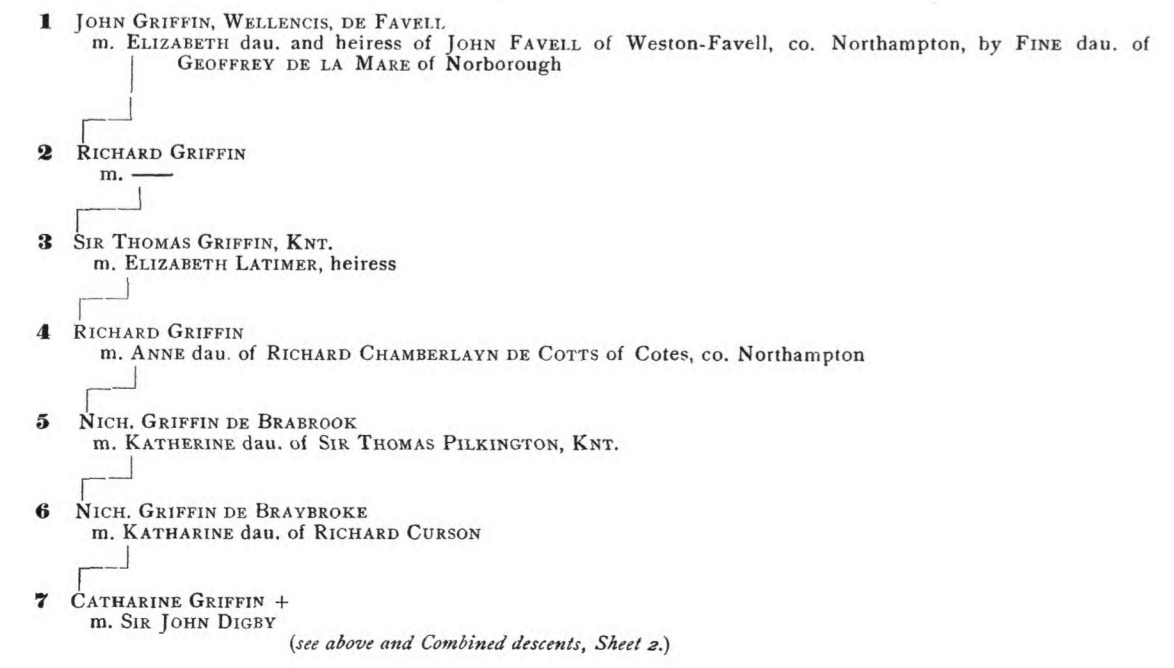 1 JOHN GRIFFIN, WELLENCIS, DE FAVELL
m. ELIZABETH dau. and heiress of JOHN FAVELL of Weston-Favell, co. Northampton, by FINE dau. of
GEOFFREY DE LA MARE of Norborough
2 RICHARD GRIFFIN
m. ——
3 SIR THOMAS GRIFFIN, KNT.
m. ELIZABETH LATIMER, heiress
4 RICHARD GRIFFIN
m. ANNE dau. of RICHARD CHAMBERLAYN DE COTTS of Cotes, co. Northampton
5 NICH. GRIFFIN DE BRABROOK
m. KATHERINE dau. of SIR THOMAS PILKINGTON, KNT.
6 NICH. GRIFFIN DE BRAYBROKE
m. KATHARINE dau. of RICHARD CURSON
7 CATHARINE GRIFFIN +
m. SIR JOHN DIGBY
(see above and Combined descents, Sheet 2.)